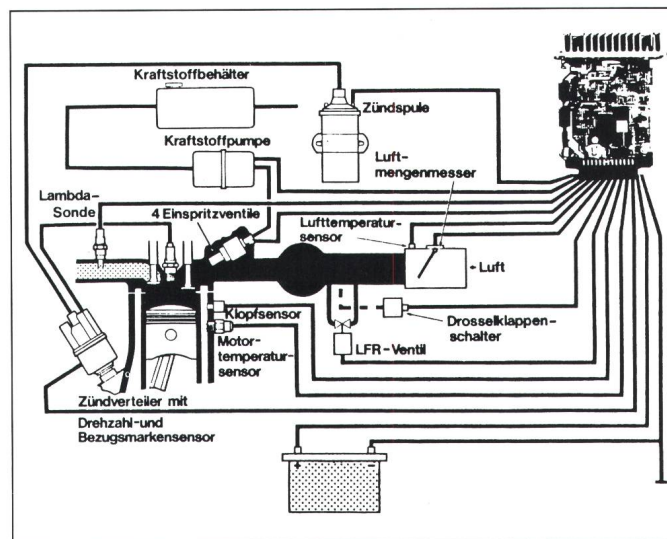 Kraftstoffbehälter
Zündspule
Kraftstoffpumpe
Luft-
mengenmesser
Lambda-
Sonde
4 Einspritzventile
Lufttemperatur-
sensor
Luft
Klopfsensor
Drosselklappen-
schalter
Motor-
temperatur-
sensor
LFR-Ventil
Zündverteiler mit
Drehzahl-und
Bezugsmarkensensor
+
-